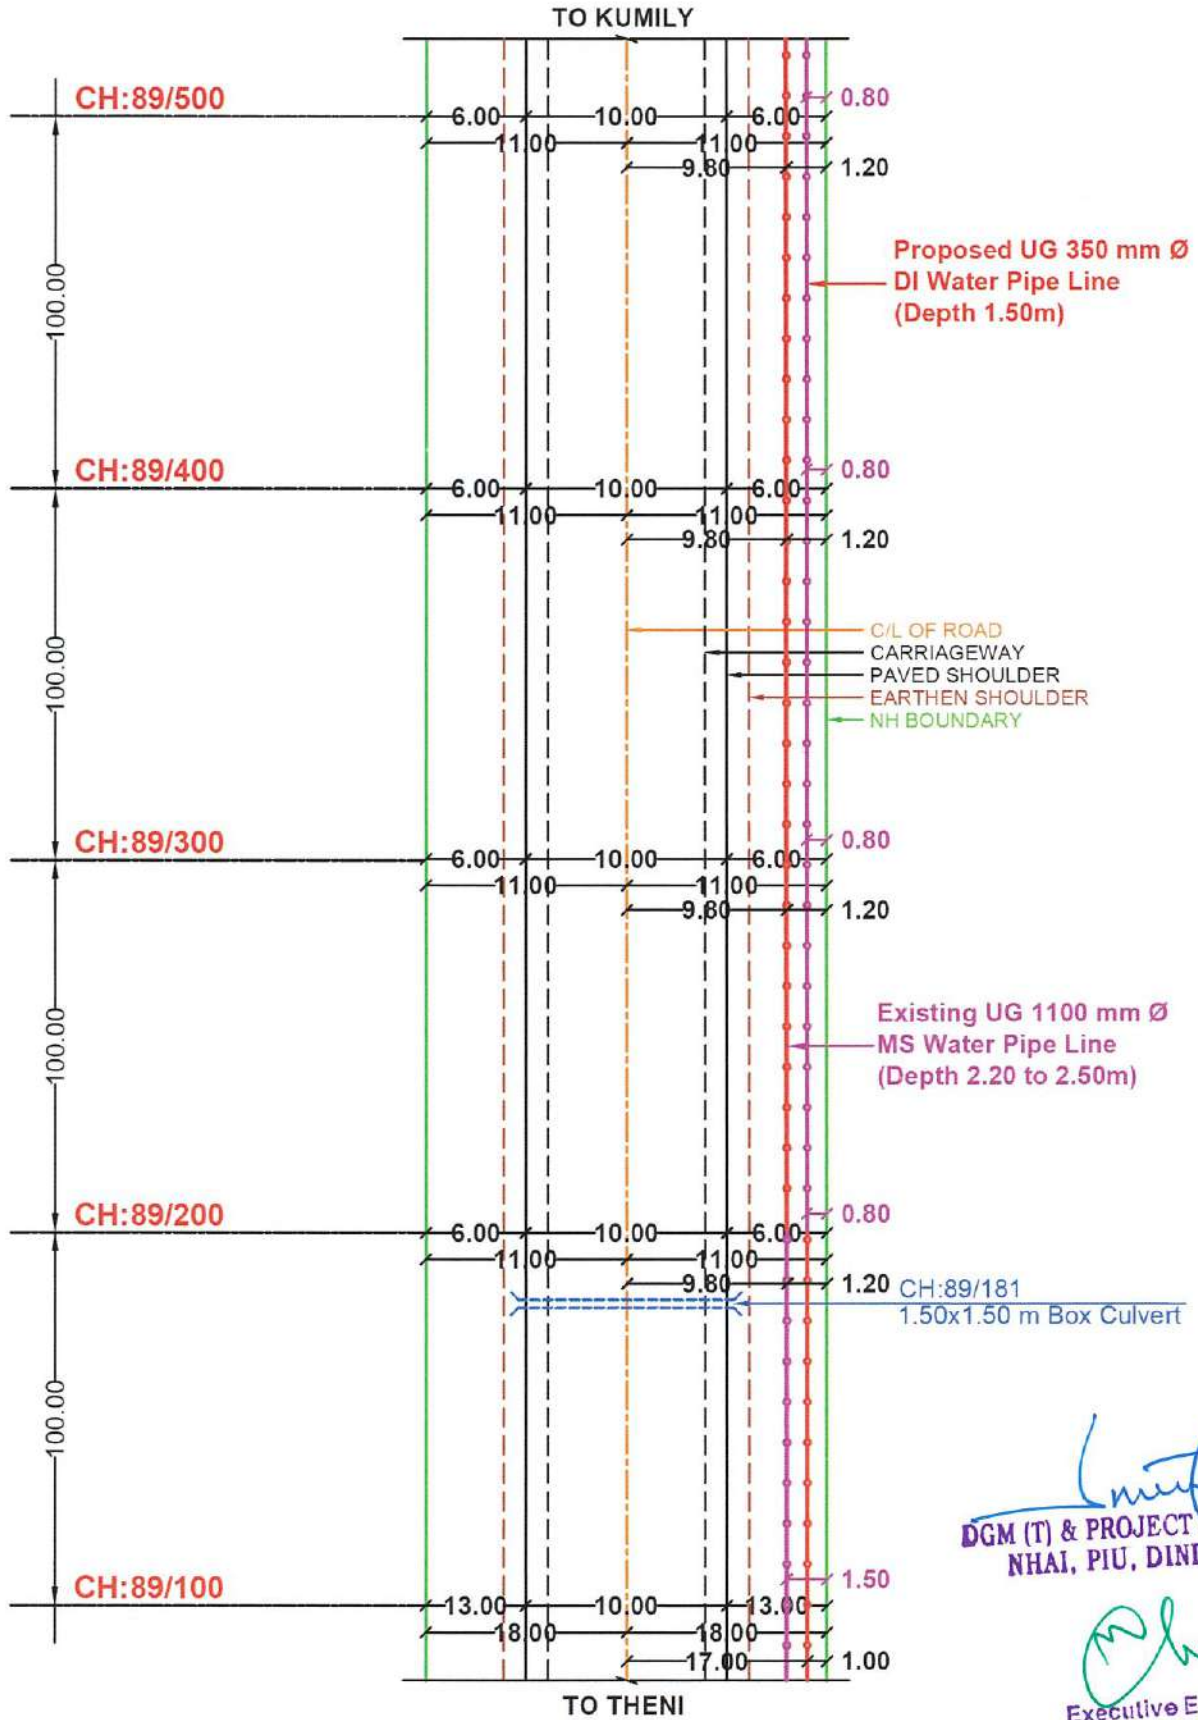 TO KUMILY
CH:89/500
6.00 10.00 6.00 0.80
11.00 11.00
9.80 1.20
100.00
Proposed UG 350 mm Ø
DI Water Pipe Line
(Depth 1.50m)
CH:89/400
6.00 10.00 6.00 0.80
11.00 11.00
9.80 1.20
100.00
C/L OF ROAD
CARRIAGEWAY
PAVED SHOULDER
EARTHEN SHOULDER
NH BOUNDARY
CH:89/300
6.00 10.00 6.00 0.80
11.00 11.00
9.80 1.20
100.00
Existing UG 1100 mm Ø
MS Water Pipe Line
(Depth 2.20 to 2.50m)
CH:89/200
6.00 10.00 6.00 0.80
11.00 11.00
9.80 1.20
CH:89/181
1.50x1.50 m Box Culvert
100.00
DGM (T) & PROJECT
NHAI, PIU, DIND
CH:89/100
13.00 10.00 13.00 1.50
18.00 18.00
17.00 1.00
TO THENI
Executive E